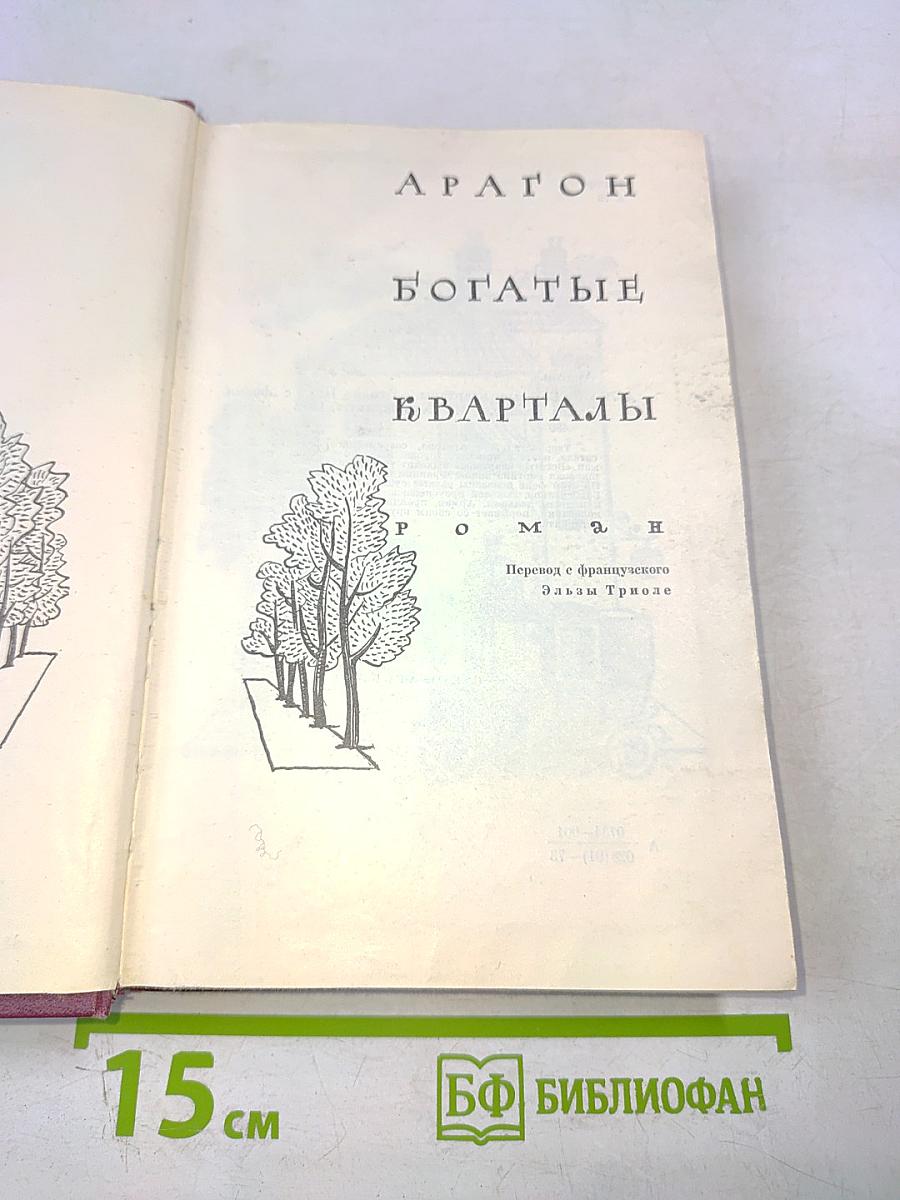 АРАГОН
БОГАТЫЕ
КВАРТАЛЫ
роман
Перевод с французского
Эльзы Триоле
15 см
БФ БИБЛИОФАН